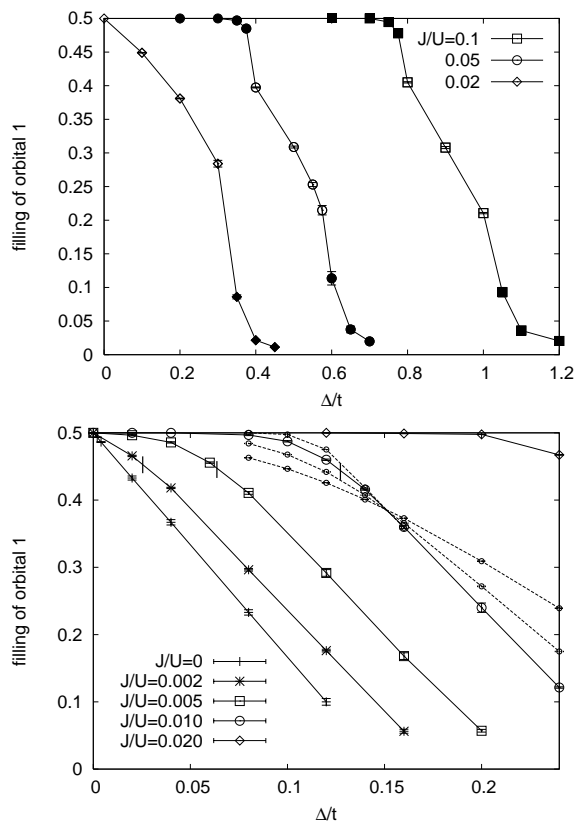 0.5
0.45
0.4
0.35
0.3
0.25
0.2
0.15
0.1
0.05
0
filling of orbital 1
J/U=0.1
0.05
0.02
0 0.2 0.4 0.6 0.8 1 1.2
Δ/t
0.5
0.4
0.3
0.2
0.1
0
filling of orbital 1
J/U=0
J/U=0.002
J/U=0.005
J/U=0.010
J/U=0.020
0 0.05 0.1 0.15 0.2
Δ/t